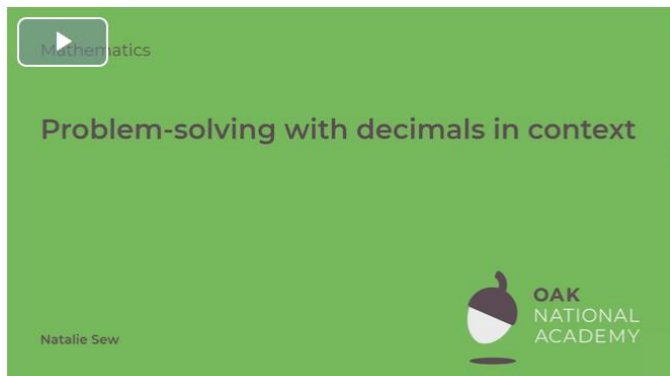 Mathematics
Problem-solving with decimals in context
OAK
NATIONAL
ACADEMY
Natalie Sew